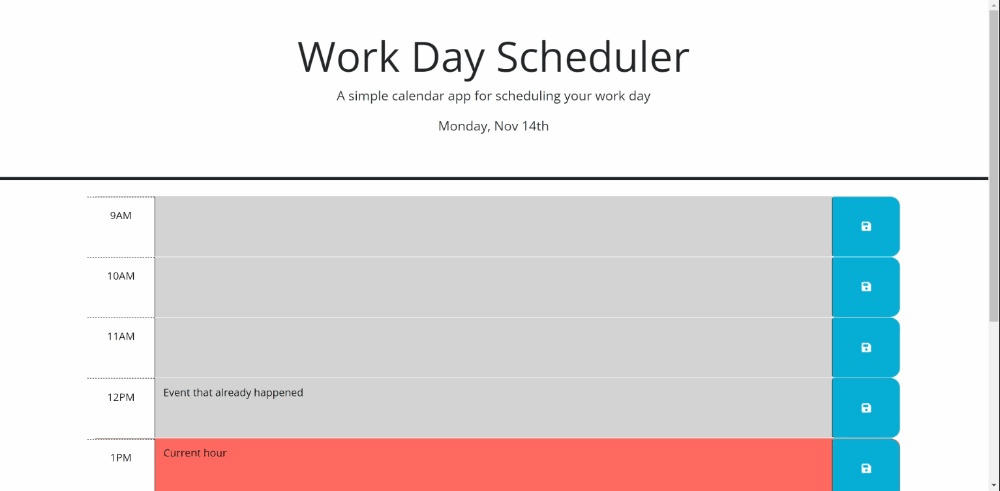 Work Day Scheduler
A simple calendar app for scheduling your work day
Monday, Nov 14th
9AM
10AM
11AM
12PM
Event that already happened
1PM
Current hour